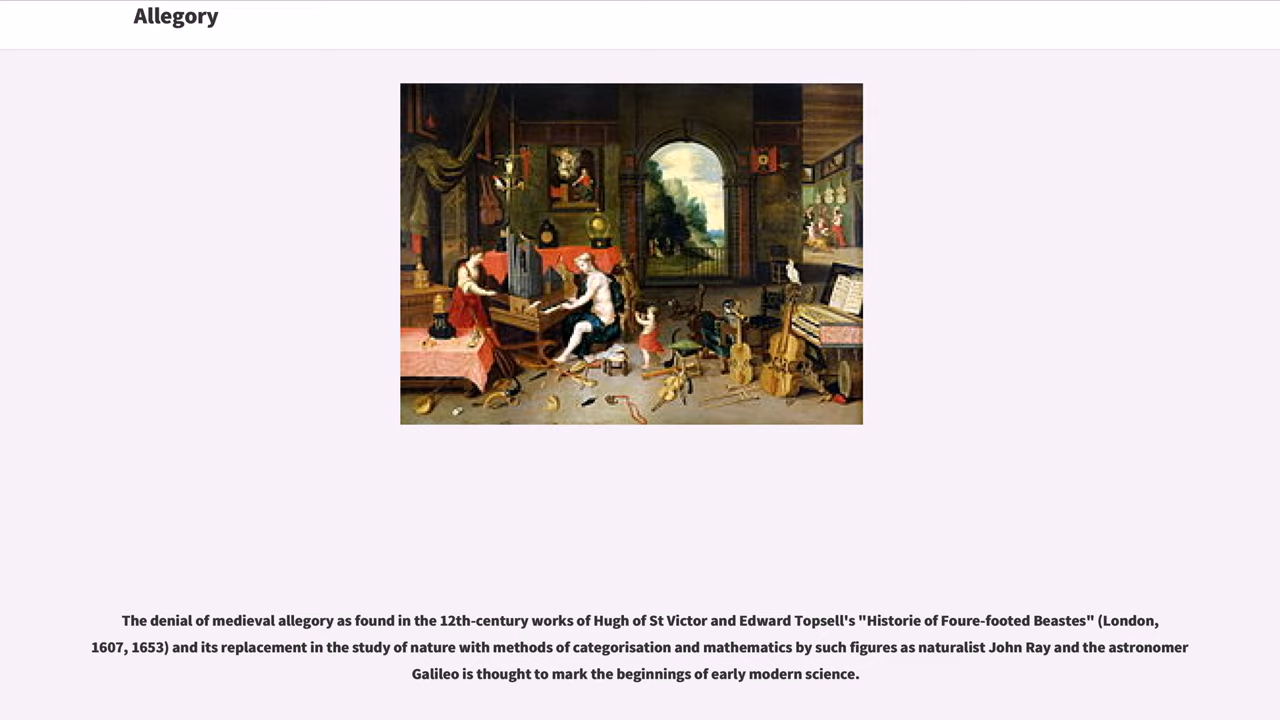 Allegory
The denial of medieval allegory as found in the 12th-century works of Hugh of St Victor and Edward Topsell's "Historie of Foure-footed Beastes" (London,
1607, 1653) and its replacement in the study of nature with methods of categorisation and mathematics by such figures as naturalist John Ray and the astronomer
Galileo is thought to mark the beginnings of early modern science.